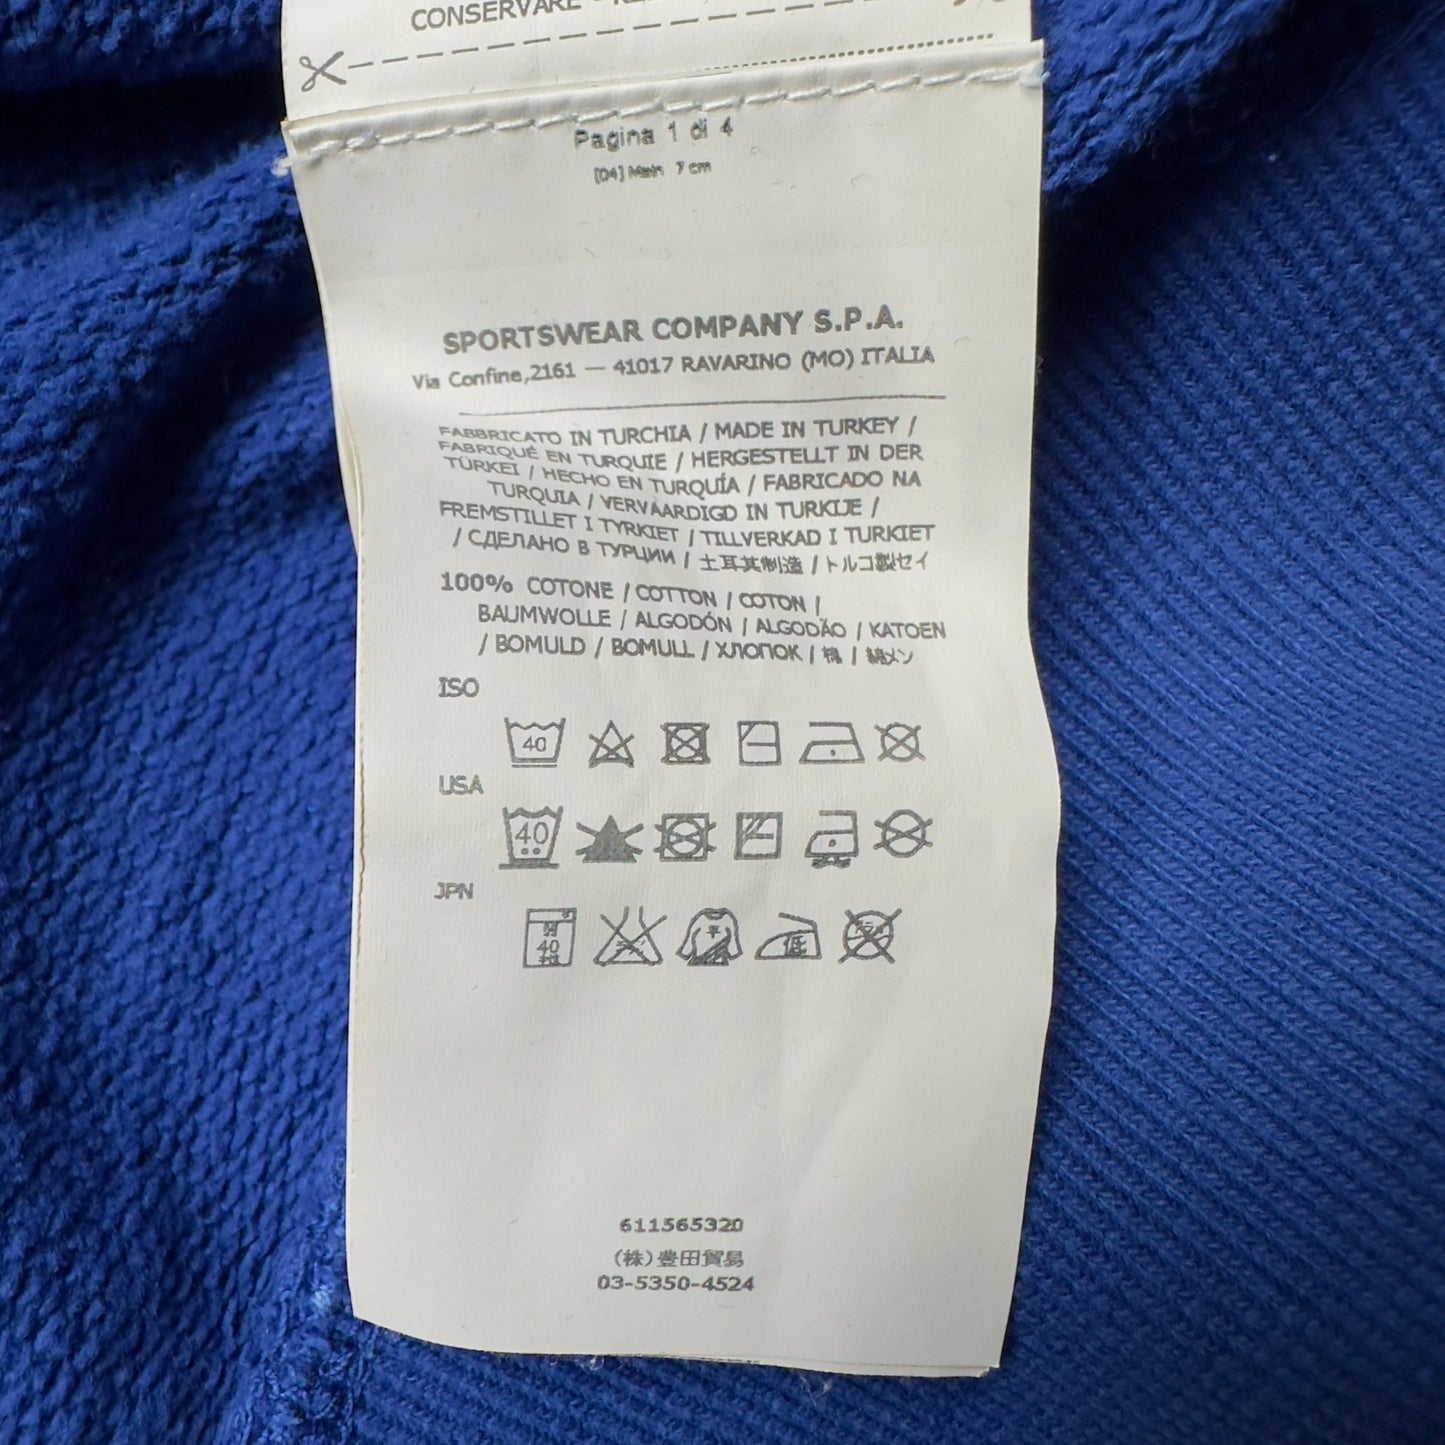 CONSERVARE -
Pagina 1 di 4
[04] Main 7 cm
SPORTSWEAR COMPANY S.P.A.
Via Confine,2161 — 41017 RAVARINO (MO) ITALIA
FABBRICATO IN TURCHIA / MADE IN TURKEY /
FABRIQUÉ EN TURQUIE / HERGESTELLT IN DER
TÜRKEI / HECHO EN TURQUÍA / FABRICADO NA
TURQUIA / VERVAARDIGD IN TURKIJE /
FREMSTILLET I TYRKIET / TILLVERKAD I TURKIET
/ СДЕЛАНО В ТУРЦИИ / 土耳其制造 / トルコ製セイ
100% COTONE / COTTON / COTON /
BAUMWOLLE / ALGODÓN / ALGODÃO / KATOEN
/ BOMULD / BOMULL / ХЛОПОК / 棉 / 綿メン
ISO
40
USA
40
JPN
40
平
低
611565320
(株)豊田貿易
03-5350-4524